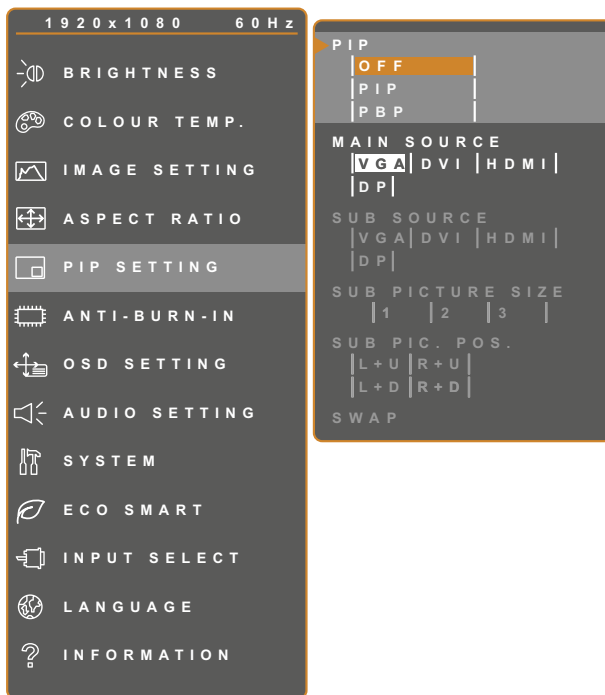 1920x1080 60Hz
BRIGHTNESS
COLOUR TEMP.
IMAGE SETTING
ASPECT RATIO
PIP SETTING
ANTI-BURN-IN
OSD SETTING
AUDIO SETTING
SYSTEM
ECO SMART
INPUT SELECT
LANGUAGE
INFORMATION
PIP
OFF
PIP
PBP
MAIN SOURCE
VGA DVI HDMI
DP
SUB SOURCE
VGA DVI HDMI
DP
SUB PICTURE SIZE
1 2 3
SUB PIC. POS.
L+U R+U
L+D R+D
SWAP